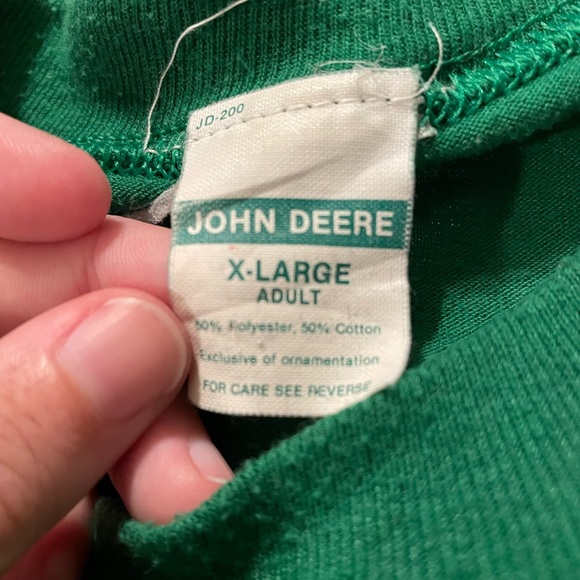 JD-200
JOHN DEERE
X-LARGE
ADULT
50% Polyester, 50% Cotton
Exclusive of ornamentation
FOR CARE SEE REVERSE